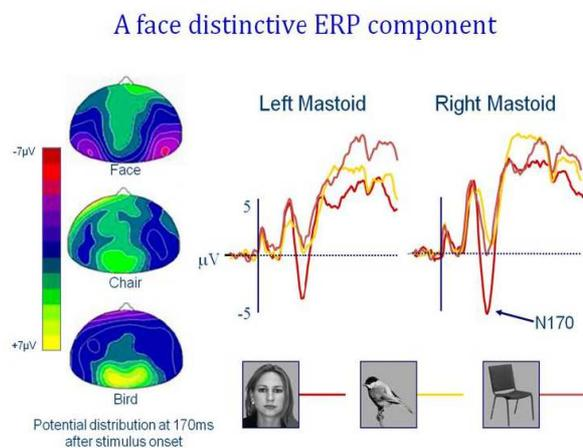 A face distinctive ERP component
Left Mastoid
Right Mastoid
-7μV
+7μV
Face
Chair
Bird
Potential distribution at 170ms
after stimulus onset
5
μV
-5
N170